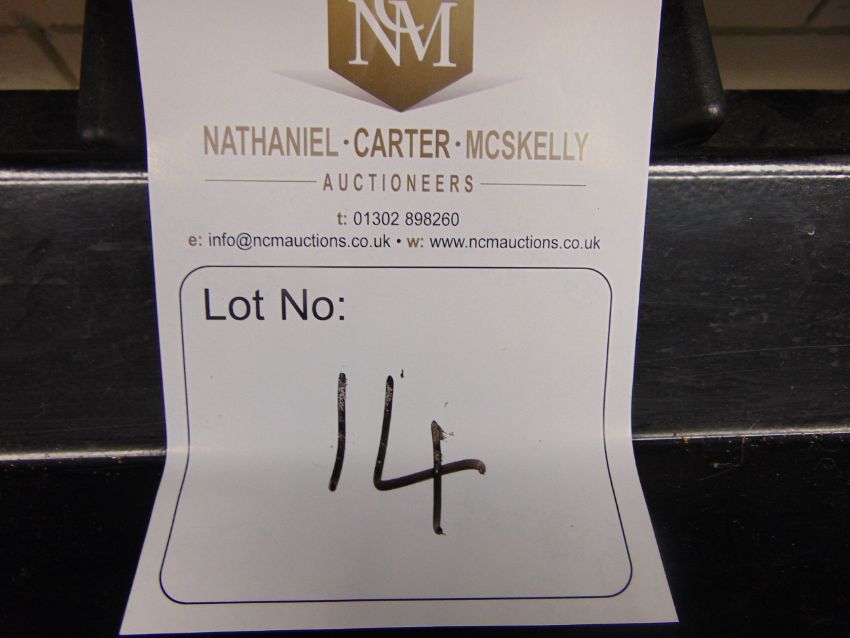 NCM
NATHANIEL · CARTER · MCSKELLY
AUCTIONEERS
t: 01302 898260
e: info@ncmauctions.co.uk • w: www.ncmauctions.co.uk
Lot No:
14